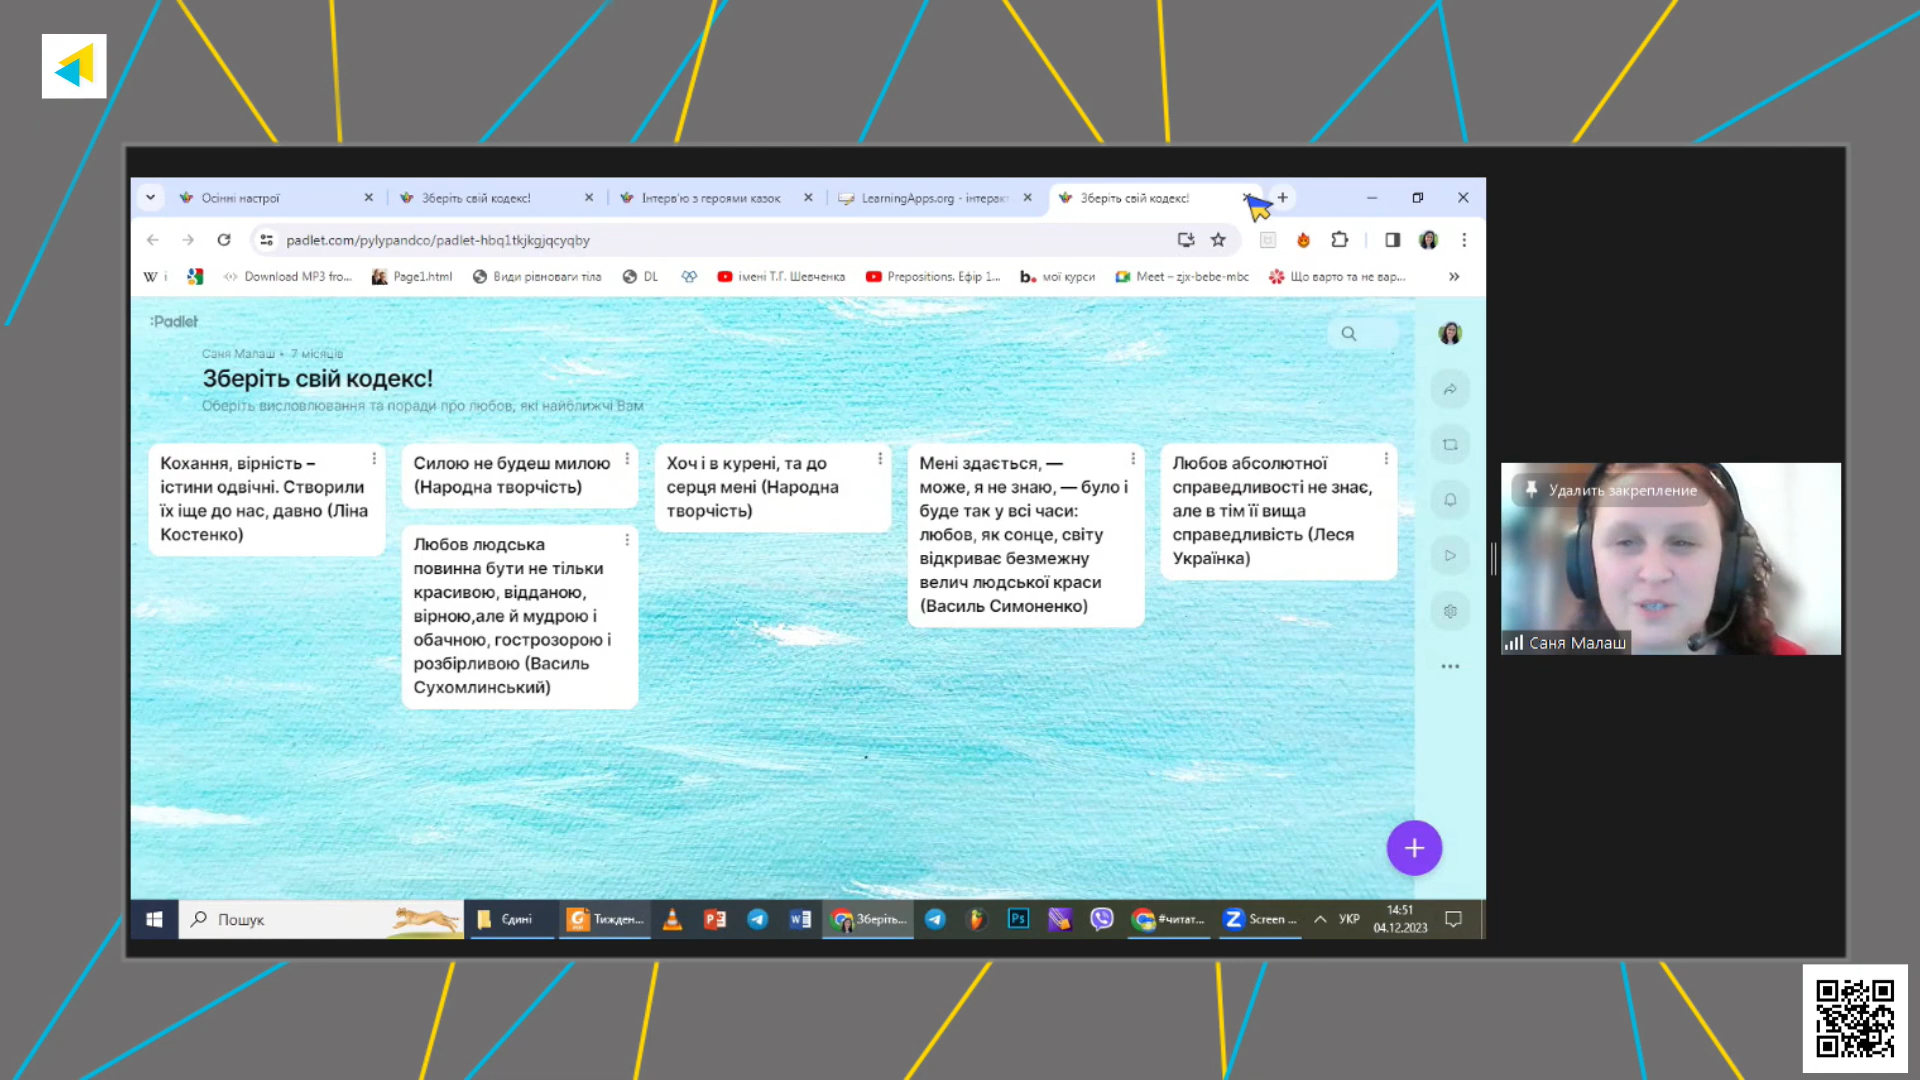 Осінні настрої
Зберіть свій кодекс!
Інтерв'ю з героями казок
LearningApps.org - інтеракт
Зберіть свій кодекс!
padlet.com/pylypandco/padlet-hbq1tkjkgjqcyqby
W і
Download MP3 fro...
Page1.html
Види рівноваги тіла
DL
імені Т.Г. Шевченка
Prepositions. Ефір 1...
b. мої курси
Meet – zjx-bebe-mbc
Що варто та не вар...
:Padlet
Саня Малаш • 7 місяців
Зберіть свій кодекс!
Оберіть висловлювання та поради про любов, які найближчі Вам
Кохання, вірність –
істини одвічні. Створили
їх іще до нас, давно (Ліна
Костенко)
Силою не будеш милою
(Народна творчість)
Любов людська
повинна бути не тільки
красивою, відданою,
вірною,але й мудрою і
обачною, гострозорою і
розбірливою (Василь
Сухомлинський)
Хоч і в курені, та до
серця мені (Народна
творчість)
Мені здається, —
може, я не знаю, — було і
буде так у всі часи:
любов, як сонце, світу
відкриває безмежну
велич людської краси
(Василь Симоненко)
Любов абсолютної
справедливості не знає,
але в тім її вища
справедливість (Леся
Українка)
Удалить закрепление
Саня Малаш
Пошук
Єдині
Тижден...
Зберіть...
Ps
#читат...
Screen ...
УКР
14:51
04.12.2023